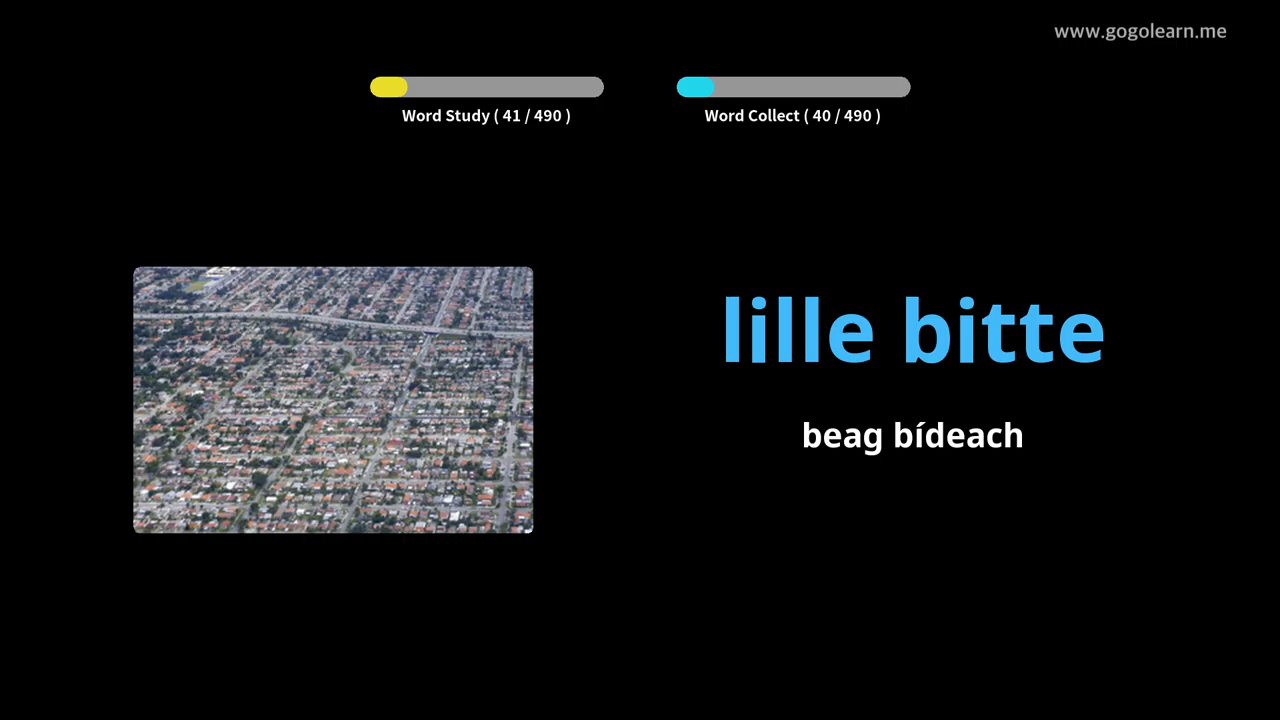 www.gogolearn.me
Word Study ( 41 / 490 )
Word Collect ( 40 / 490 )
lille bitte
beag bídeach